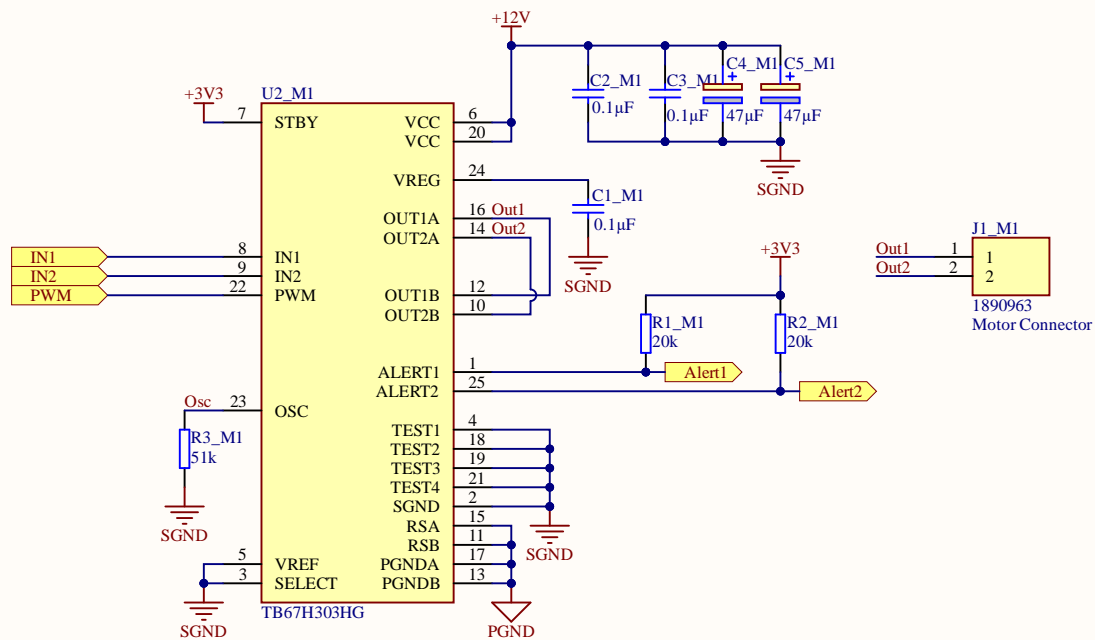 +12V
U2_M1
+3V3
7
STBY
VCC
6
VCC
20
C2_M1
0.1µF
C3_M1
0.1µF
C4_M1
+
47µF
C5_M1
+
47µF
SGND
VREG
24
C1_M1
0.1µF
SGND
OUT1A
16
Out1
OUT2A
14
Out2
IN1
8
IN1
IN2
9
IN2
PWM
22
PWM
OUT1B
12
OUT2B
10
+3V3
R1_M1
20k
R2_M1
20k
J1_M1
Out1
1
1
Out2
2
2
1890963
Motor Connector
ALERT1
1
Alert1
ALERT2
25
Alert2
Osc
23
OSC
R3_M1
51k
SGND
TEST1
4
TEST2
18
TEST3
19
TEST4
21
SGND
2
SGND
RSA
15
RSB
11
PGNDA
17
PGNDB
13
PGND
5
VREF
3
SELECT
SGND
TB67H303HG